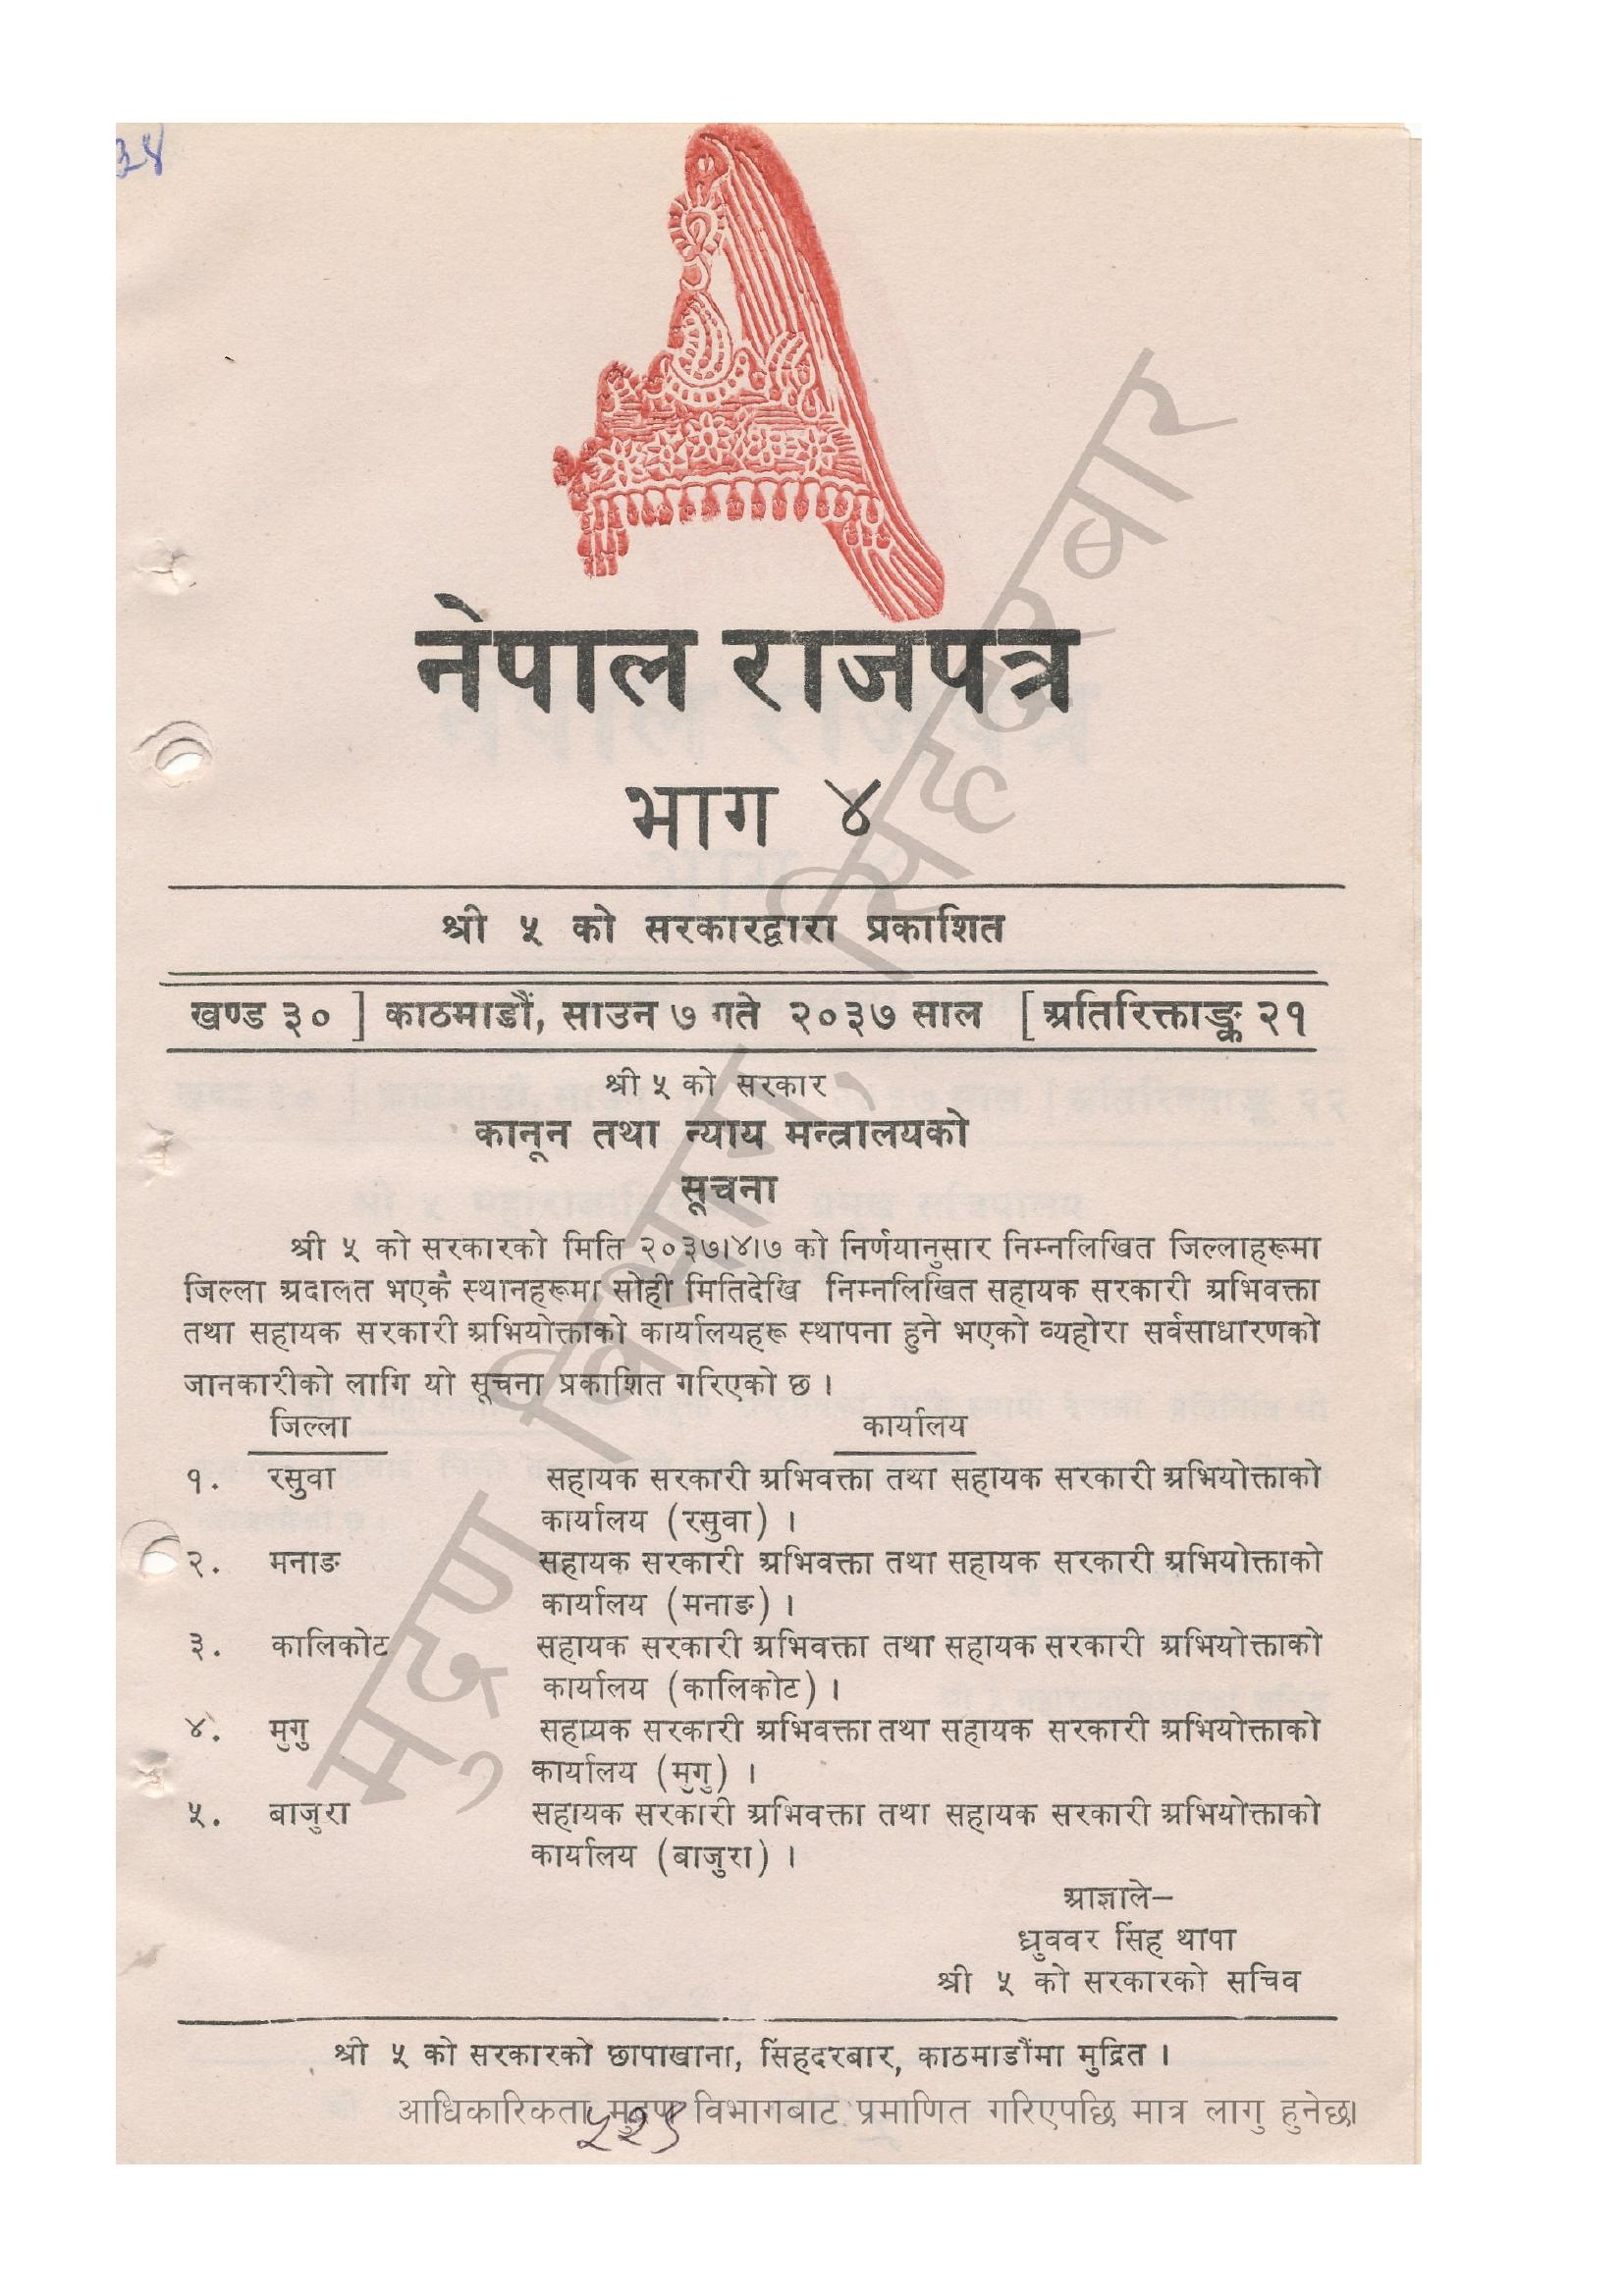 ३४
नेपाल राजपत्र
भाग ४
श्री ५ को सरकारद्वारा प्रकाशित
खण्ड ३० ] काठमाडौं, साउन ७ गते २०३७ साल [ अतिरिक्ताङ्क २१
श्री ५ को सरकार
कानून तथा न्याय मन्त्रालयको
सूचना
श्री ५ को सरकारको मिति २०३७।४।७ को निर्णयानुसार निम्नलिखित जिल्लाहरूमा
जिल्ला अदालत भएकै स्थानहरूमा सोही मितिदेखि निम्नलिखित सहायक सरकारी अभिवक्ता
तथा सहायक सरकारी अभियोक्ताको कार्यालयहरू स्थापना हुने भएको व्यहोरा सर्वसाधारणको
जानकारीको लागि यो सूचना प्रकाशित गरिएको छ ।
जिल्ला कार्यालय
१. रसुवा सहायक सरकारी अभिवक्ता तथा सहायक सरकारी अभियोक्ताको
कार्यालय (रसुवा) ।
२. मनाङ सहायक सरकारी अभिवक्ता तथा सहायक सरकारी अभियोक्ताको
कार्यालय (मनाङ) ।
३. कालिकोट सहायक सरकारी अभिवक्ता तथा सहायक सरकारी अभियोक्ताको
कार्यालय (कालिकोट) ।
४. मुगु सहायक सरकारी अभिवक्ता तथा सहायक सरकारी अभियोक्ताको
कार्यालय (मुगु) ।
५. बाजुरा सहायक सरकारी अभिवक्ता तथा सहायक सरकारी अभियोक्ताको
कार्यालय (बाजुरा) ।
आज्ञाले–
ध्रुववर सिंह थापा
श्री ५ को सरकारको सचिव
श्री ५ को सरकारको छापाखाना, सिंहदरबार, काठमाडौंमा मुद्रित ।
आधिकारिकता मुद्रण विभागबाट प्रमाणित गरिएपछि मात्र लागु हुनेछ।
मुद्रण विभाग, सिंहदरबार